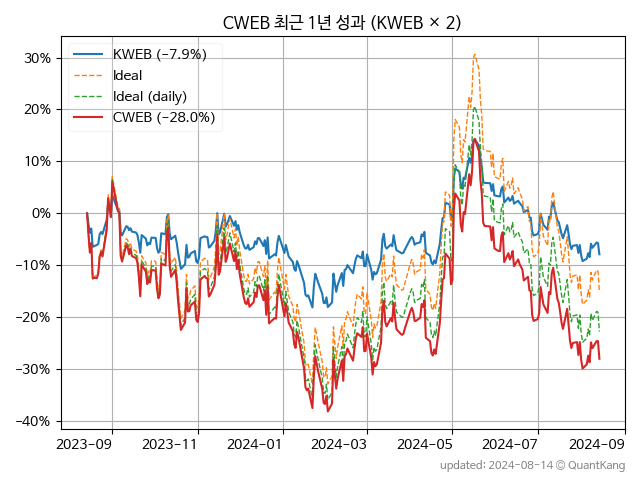 CWEB 최근 1년 성과 (KWEB × 2)
KWEB (−7.9%)
Ideal
Ideal (daily)
CWEB (−28.0%)
30%
20%
10%
0%
−10%
−20%
−30%
−40%
2023-09 2023-11 2024-01 2024-03 2024-05 2024-07 2024-09
updated: 2024-08-14 © QuantKang